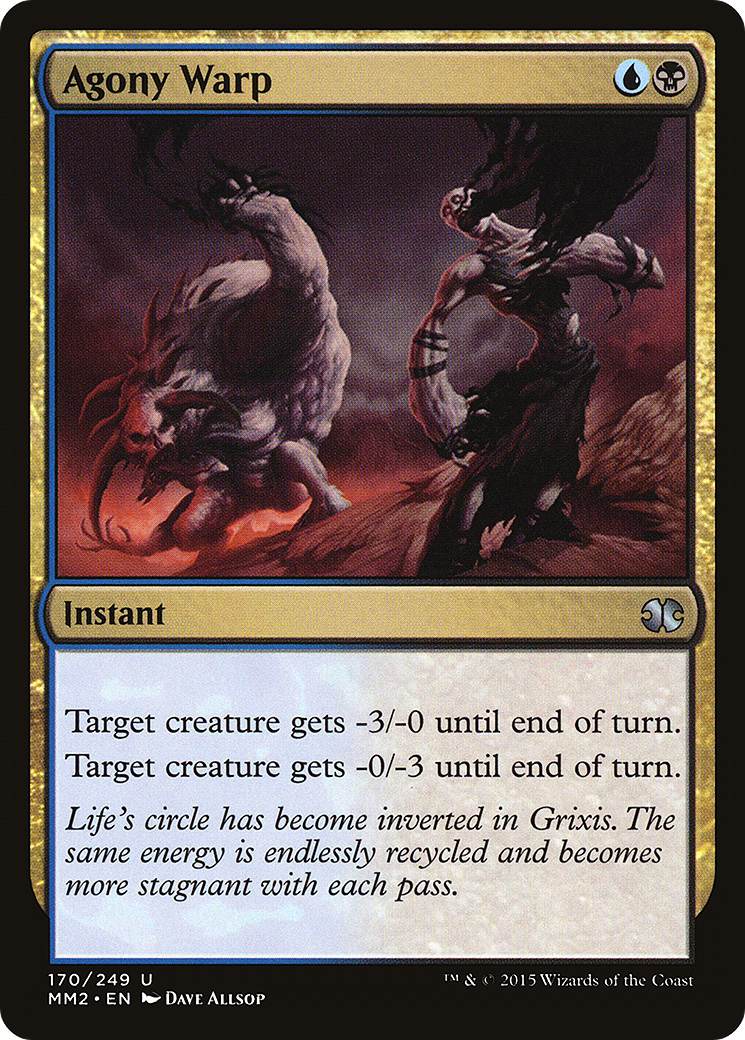 Agony Warp
Instant
Target creature gets -3/-0 until end of turn.
Target creature gets -0/-3 until end of turn.
Life's circle has become inverted in Grixis. The
same energy is endlessly recycled and becomes
more stagnant with each pass.
170/249 U
MM2 • EN Dave Allsop
™ & © 2015 Wizards of the Coast